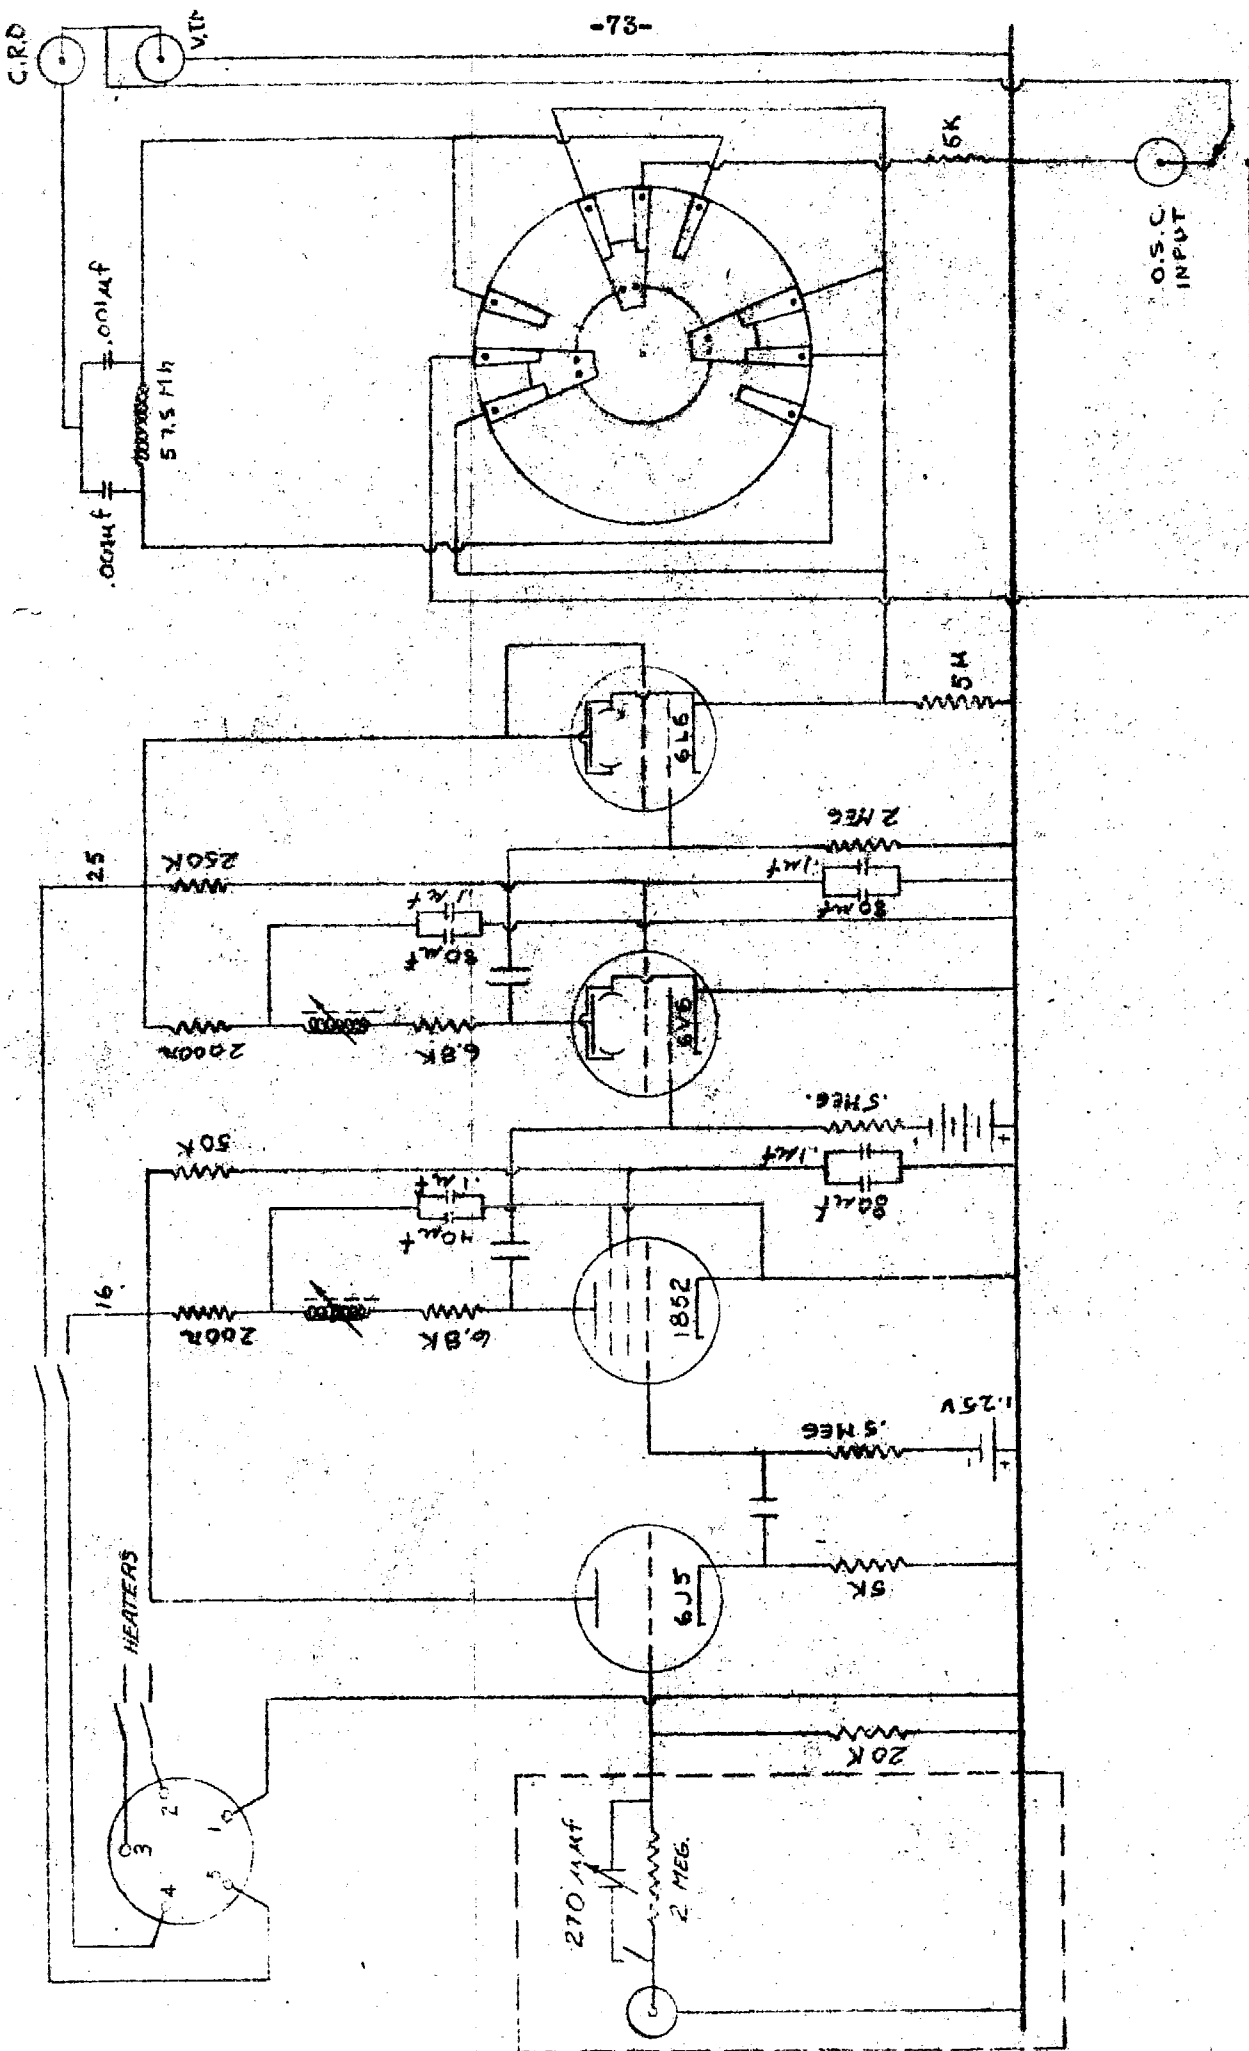 -73-
C.R.O
.001µf
.001µf
57.5 Mh
5K
O.S.C.
INPUT
25
250K
6L6
5K
2 MEG
.1µf
80µf
.1µf
80µf
2000Ω
6.8K
6V6
.5MEG.
+
50K
.1µf
40µf
.1µf
80µf
16.
200Ω
6.8K
1852
1.25V
.5 MEG
-
+
HEATERS
6J5
5K
20K
3
2
1
4
5
270µµf
2 MEG.